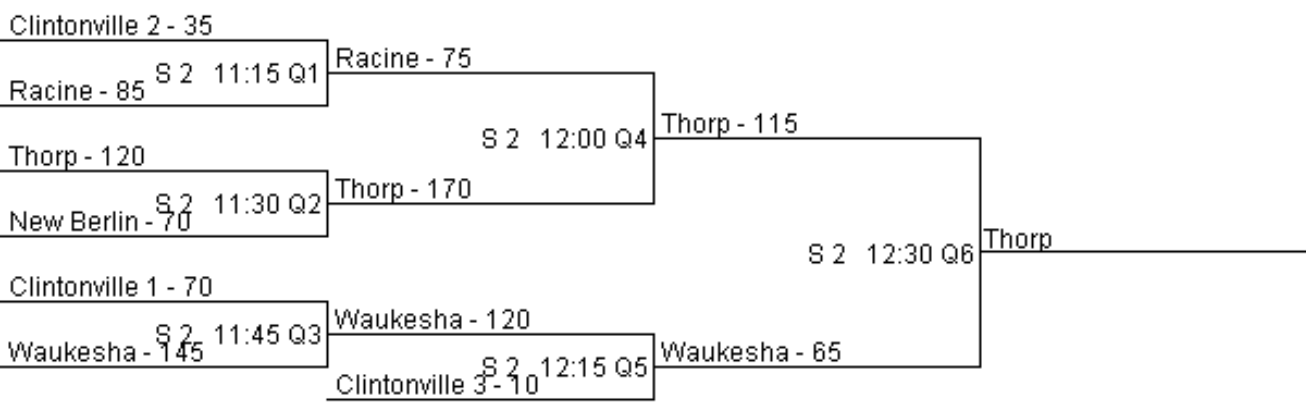 Clintonville 2 - 35
Racine - 85
S 2 11:15 Q1
Racine - 75
Thorp - 120
New Berlin - 70
S 2 11:30 Q2
Thorp - 170
S 2 12:00 Q4
Thorp - 115
Clintonville 1 - 70
Waukesha - 145
S 2 11:45 Q3
Waukesha - 120
Clintonville 3 - 10
S 2 12:15 Q5
Waukesha - 65
S 2 12:30 Q6
Thorp